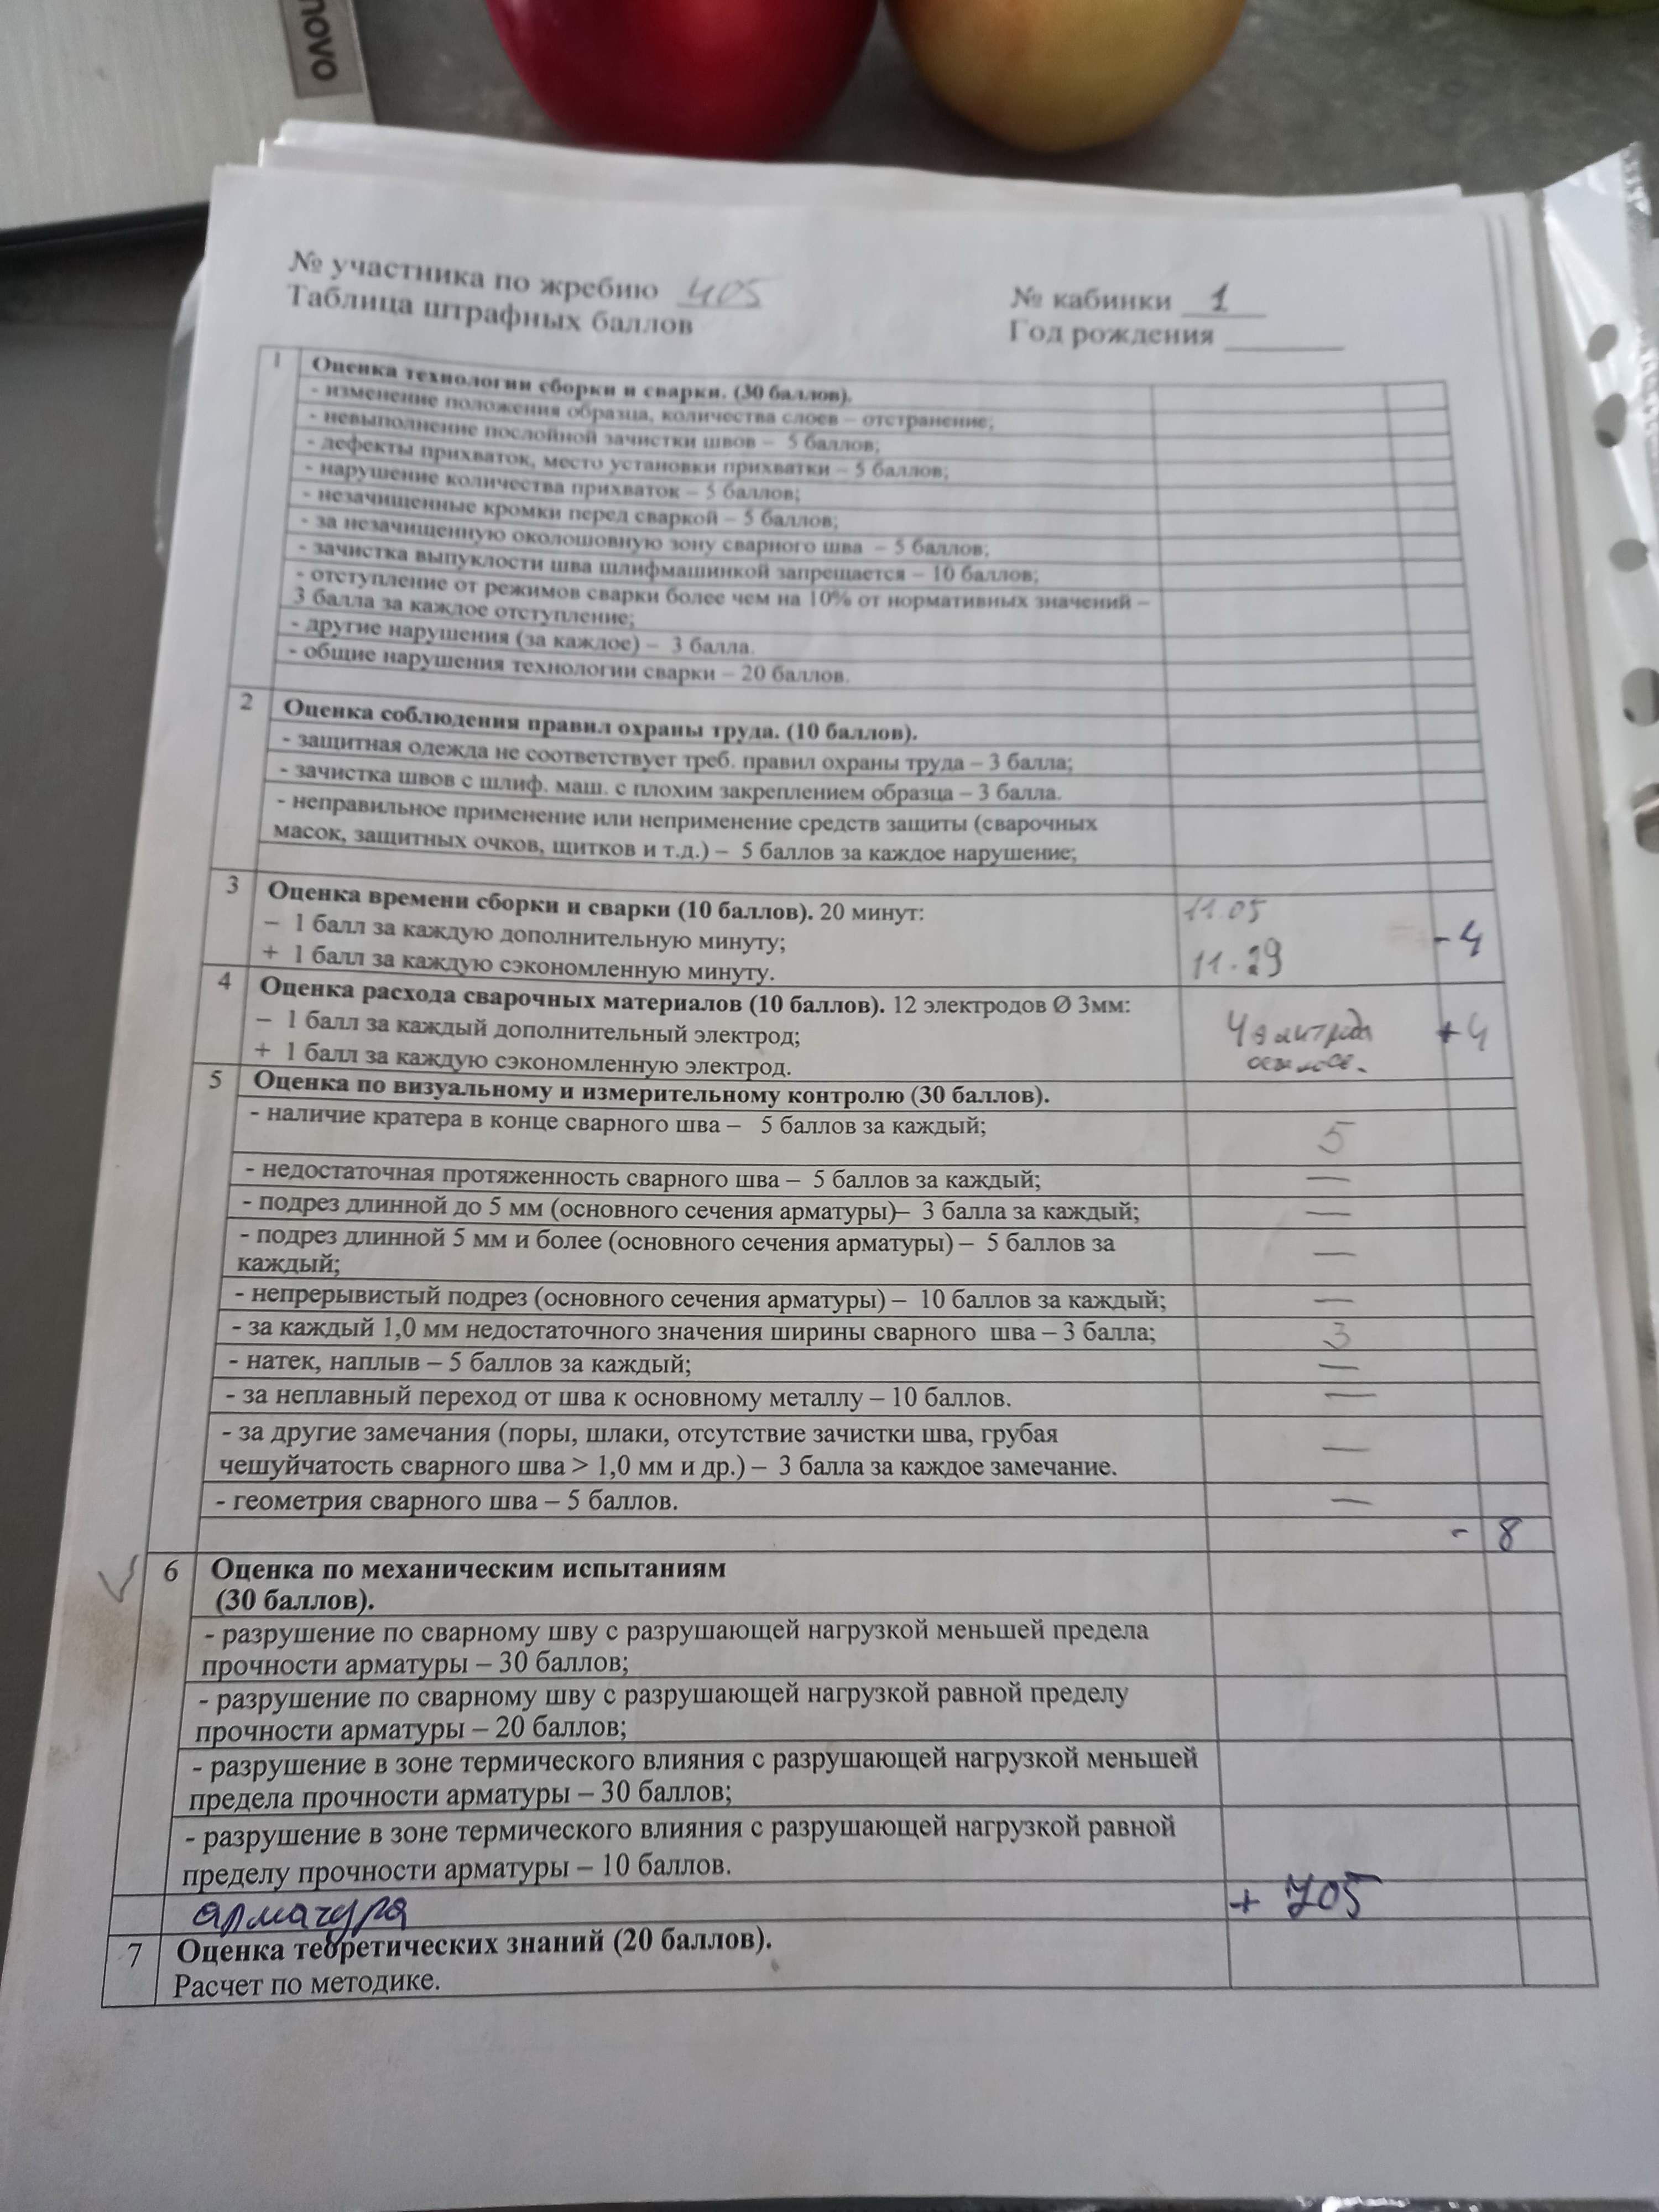 novo
№ участника по жребию 405
№ кабинки 1
Таблица штрафных баллов
Год рождения
1 Оценка технологии сборки и сварки. (30 баллов).
- изменение положения образца, количества слоев – отстранение;
- невыполнение послойной зачистки швов – 5 баллов;
- дефекты прихваток, место установки прихватки – 5 баллов;
- нарушение количества прихваток – 5 баллов;
- незачищенные кромки перед сваркой – 5 баллов;
- за незачищенную околошовную зону сварного шва – 5 баллов;
- зачистка выпуклости шва шлифмашинкой запрещается – 10 баллов;
- отступление от режимов сварки более чем на 10% от нормативных значений –
3 балла за каждое отступление;
- другие нарушения (за каждое) – 3 балла.
- общие нарушения технологии сварки – 20 баллов.
2 Оценка соблюдения правил охраны труда. (10 баллов).
- защитная одежда не соответствует треб. правил охраны труда – 3 балла;
- зачистка швов с шлиф. маш. с плохим закреплением образца – 3 балла.
- неправильное применение или неприменение средств защиты (сварочных
масок, защитных очков, щитков и т.д.) – 5 баллов за каждое нарушение;
3 Оценка времени сборки и сварки (10 баллов). 20 минут: 11.05
– 1 балл за каждую дополнительную минуту; - 4
+ 1 балл за каждую сэкономленную минуту. 11.29
4 Оценка расхода сварочных материалов (10 баллов). 12 электродов Ø 3мм:
– 1 балл за каждый дополнительный электрод; 4 +4
+ 1 балл за каждую сэкономленную электрод.
5 Оценка по визуальному и измерительному контролю (30 баллов).
- наличие кратера в конце сварного шва – 5 баллов за каждый; 5
- недостаточная протяженность сварного шва – 5 баллов за каждый; —
- подрез длинной до 5 мм (основного сечения арматуры)– 3 балла за каждый; —
- подрез длинной 5 мм и более (основного сечения арматуры) – 5 баллов за —
каждый;
- непрерывистый подрез (основного сечения арматуры) – 10 баллов за каждый; —
- за каждый 1,0 мм недостаточного значения ширины сварного шва – 3 балла; 3
- натек, наплыв – 5 баллов за каждый; —
- за неплавный переход от шва к основному металлу – 10 баллов. —
- за другие замечания (поры, шлаки, отсутствие зачистки шва, грубая —
чешуйчатость сварного шва > 1,0 мм и др.) – 3 балла за каждое замечание.
- геометрия сварного шва – 5 баллов. —
- 8
6 Оценка по механическим испытаниям
(30 баллов).
- разрушение по сварному шву с разрушающей нагрузкой меньшей предела
прочности арматуры – 30 баллов;
- разрушение по сварному шву с разрушающей нагрузкой равной пределу
прочности арматуры – 20 баллов;
- разрушение в зоне термического влияния с разрушающей нагрузкой меньшей
предела прочности арматуры – 30 баллов;
- разрушение в зоне термического влияния с разрушающей нагрузкой равной
пределу прочности арматуры – 10 баллов.
арматура + 705
7 Оценка теоретических знаний (20 баллов).
Расчет по методике.